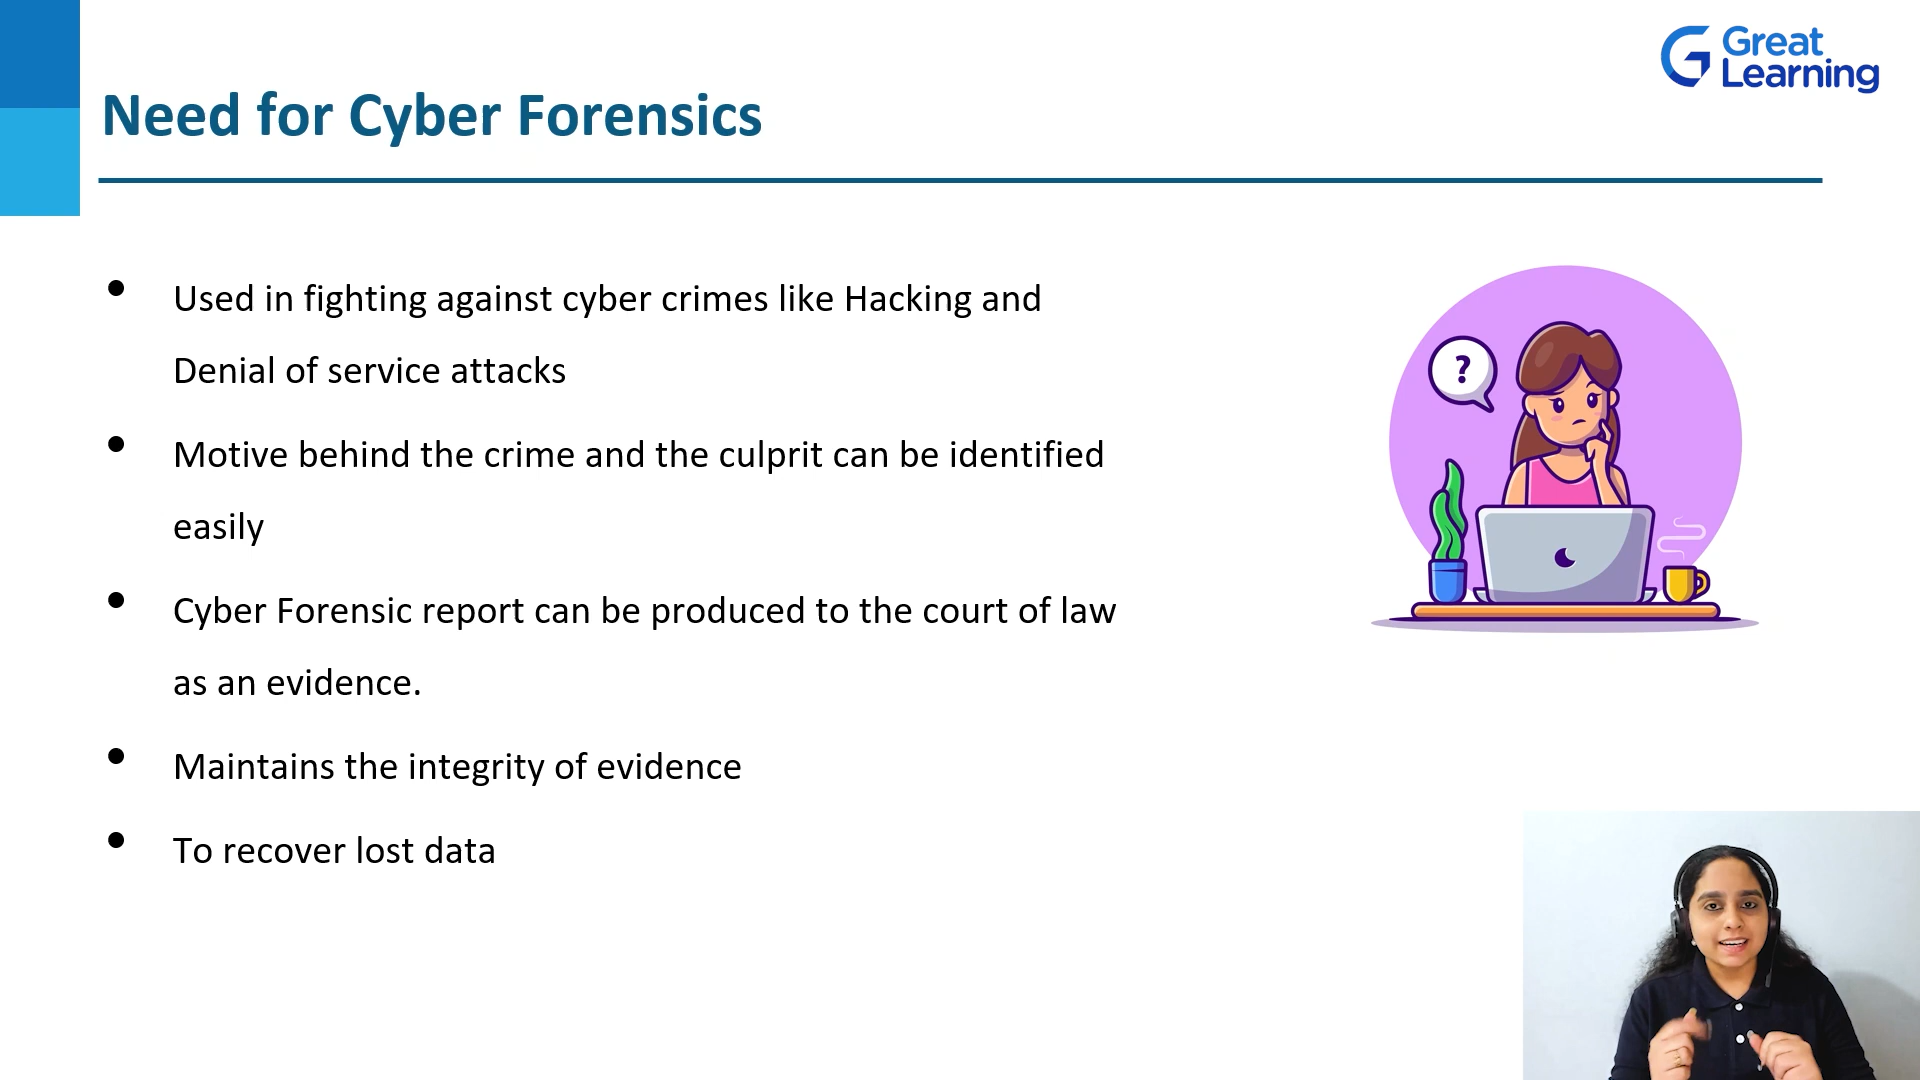 Great
Learning
Need for Cyber Forensics
• Used in fighting against cyber crimes like Hacking and
Denial of service attacks
• Motive behind the crime and the culprit can be identified
easily
• Cyber Forensic report can be produced to the court of law
as an evidence.
• Maintains the integrity of evidence
• To recover lost data
?